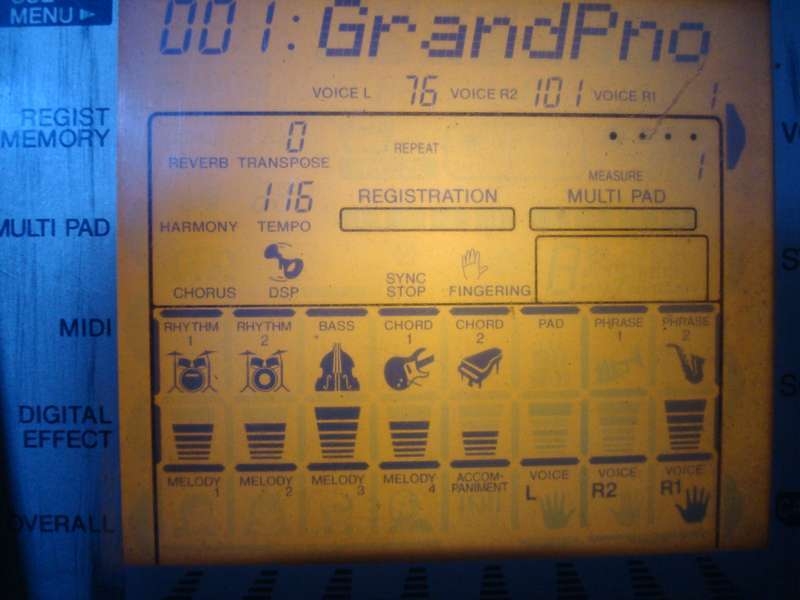 MENU
001:GrandPno
VOICE L 76 VOICE R2 101 VOICE R1 1
REGIST
MEMORY
0
REVERB TRANSPOSE
REPEAT
1
MEASURE
116
REGISTRATION
MULTI PAD
HARMONY TEMPO
MULTI PAD
CHORUS DSP
SYNC
STOP
FINGERING
MIDI
RHYTHM 1
RHYTHM 2
BASS
CHORD 1
CHORD 2
PAD
PHRASE 1
PHRASE 2
DIGITAL
EFFECT
MELODY 1
MELODY 2
MELODY 3
MELODY 4
ACCOM-
PANIMENT
VOICE L
VOICE R2
VOICE R1
OVERALL